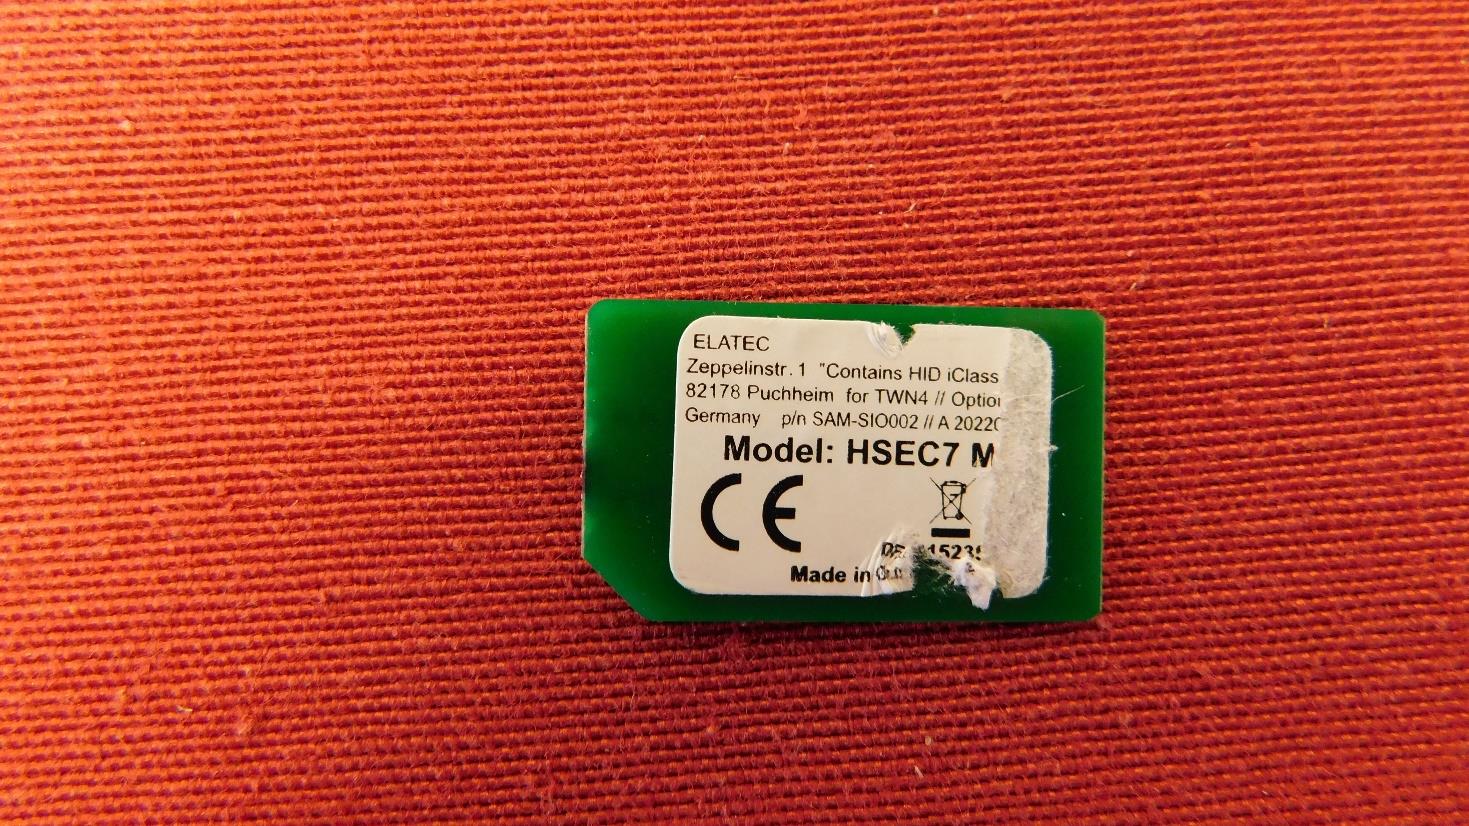 ELATEC
Zeppelinstr. 1 "Contains HID iClass
82178 Puchheim for TWN4 //
Germany p/n SAM-SIO002 // A
Model: HSEC7 M
CE
Made in